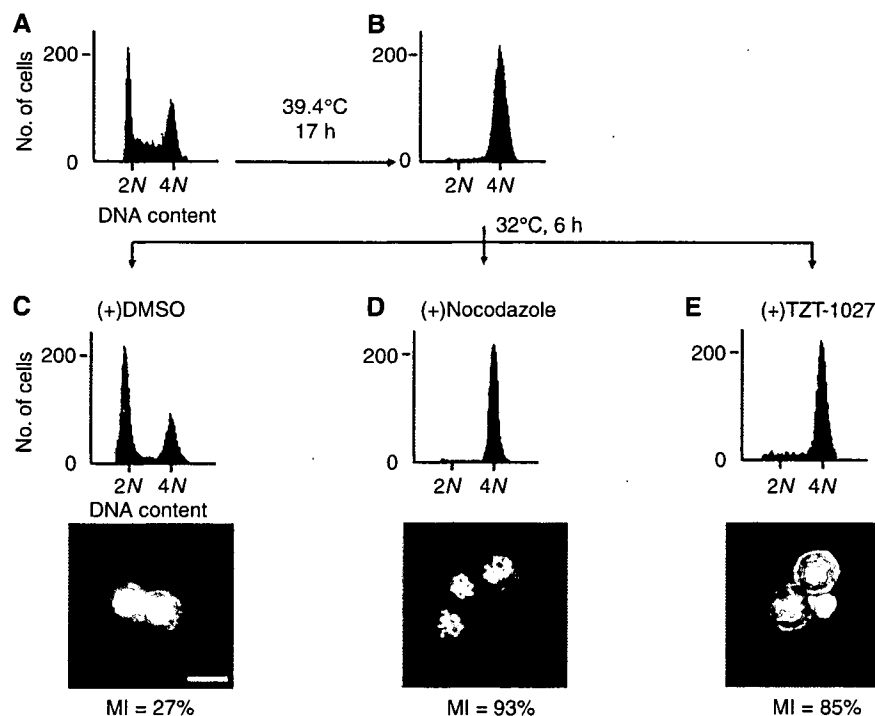 A
B
No. of cells
200
0
2N 4N
DNA content
39.4°C
17 h
200
0
2N 4N
32°C, 6 h
C (+)DMSO
D (+)Nocodazole
E (+)TZT-1027
No. of cells
200
0
2N 4N
DNA content
200
0
2N 4N
200
0
2N 4N
MI = 27%
MI = 93%
MI = 85%